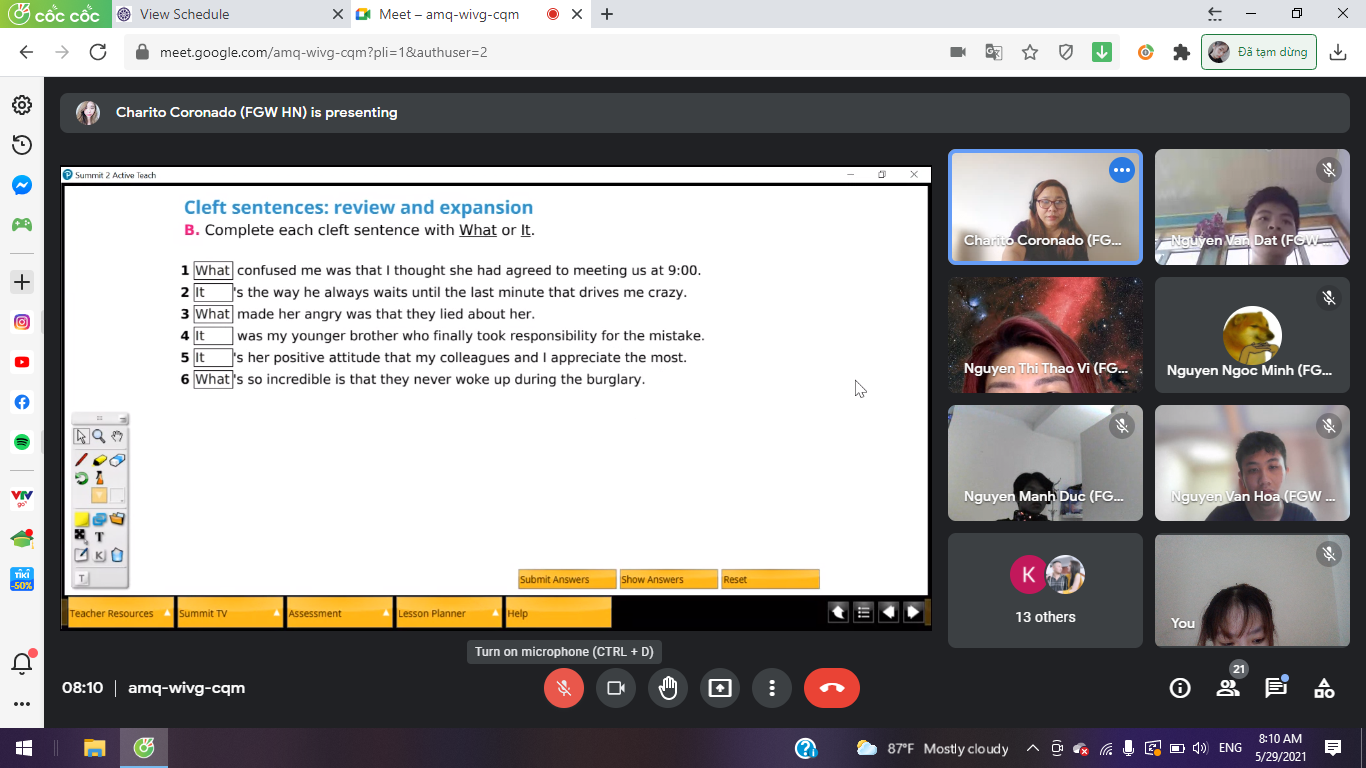 cốc cốc
View Schedule
Meet – amq-wivg-cqm
meet.google.com/amq-wivg-cqm?pli=1&authuser=2
Đã tạm dừng
Charito Coronado (FGW HN) is presenting
Summit 2 Active Teach
Cleft sentences: review and expansion
B. Complete each cleft sentence with What or It.
1 What confused me was that I thought she had agreed to meeting us at 9:00.
2 It 's the way he always waits until the last minute that drives me crazy.
3 What made her angry was that they lied about her.
4 It was my younger brother who finally took responsibility for the mistake.
5 It 's her positive attitude that my colleagues and I appreciate the most.
6 What 's so incredible is that they never woke up during the burglary.
T
K
T
Submit Answers
Show Answers
Reset
Teacher Resources
Summit TV
Assessment
Lesson Planner
Help
Charito Coronado (FG...
Nguyen Van Dat (FGW ...
Nguyen Thi Thao Vi (FG...
Nguyen Ngoc Minh (FG...
Nguyen Manh Duc (FG...
Nguyen Van Hoa (FGW ...
K
13 others
You
VTV
go
TIKI
-50%
Turn on microphone (CTRL + D)
08:10
amq-wivg-cqm
21
87°F Mostly cloudy
ENG
8:10 AM
5/29/2021